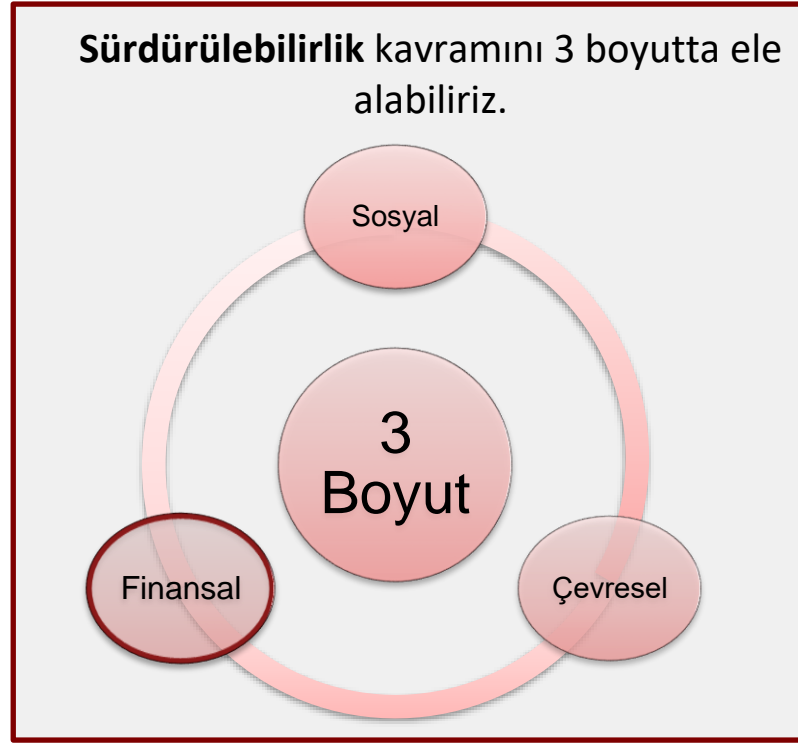 Sürdürülebilirlik kavramını 3 boyutta ele
alabiliriz.
Sosyal
3
Boyut
Finansal
Çevresel